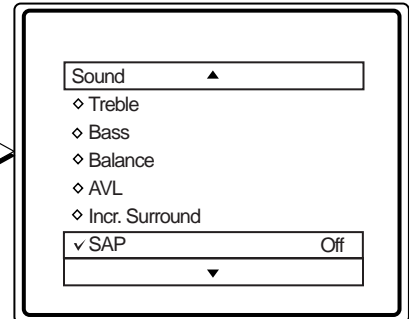 Sound ▲
◇ Treble
◇ Bass
◇ Balance
◇ AVL
◇ Incr. Surround
✓ SAP Off
▼